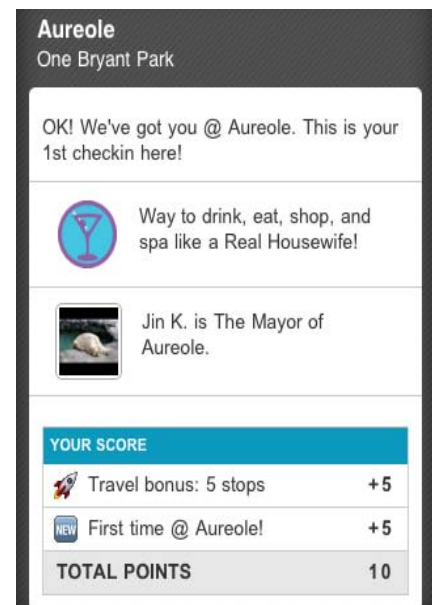 Aureole
One Bryant Park
OK! We've got you @ Aureole. This is your
1st checkin here!
Way to drink, eat, shop, and
spa like a Real Housewife!
Jin K. is The Mayor of
Aureole.
YOUR SCORE
Travel bonus: 5 stops +5
NEW First time @ Aureole! +5
TOTAL POINTS 10